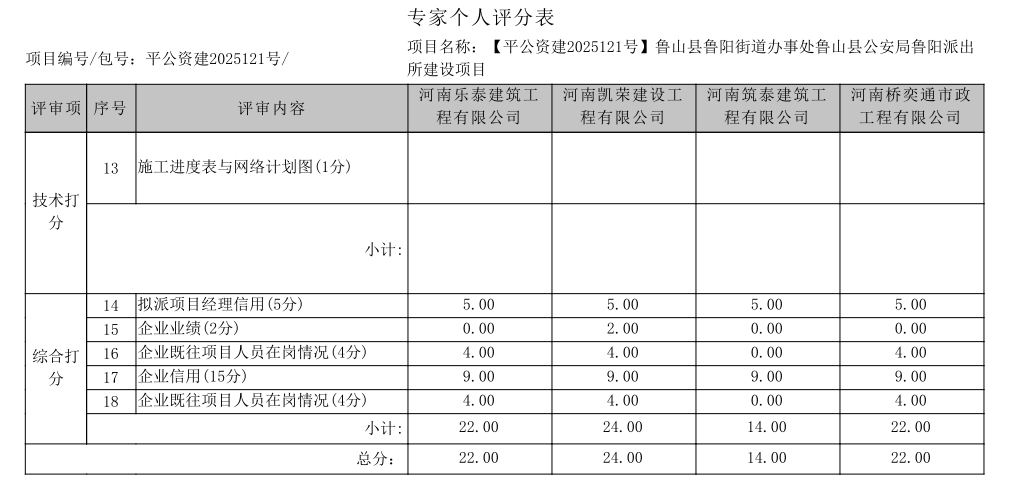 专家个人评分表
项目编号/包号: 平公资建2025121号/
项目名称: 【平公资建2025121号】鲁山县鲁阳街道办事处鲁山县公安局鲁阳派出
所建设项目
评审项 序号 评审内容 河南乐泰建筑工程有限公司 河南凯荣建设工程有限公司 河南筑泰建筑工程有限公司 河南桥奕通市政工程有限公司
技术打分
13 施工进度表与网络计划图(1分)
小计:
综合打分
14 拟派项目经理信用(5分) 5.00 5.00 5.00 5.00
15 企业业绩(2分) 0.00 2.00 0.00 0.00
16 企业既往项目人员在岗情况(4分) 4.00 4.00 0.00 4.00
17 企业信用(15分) 9.00 9.00 9.00 9.00
18 企业既往项目人员在岗情况(4分) 4.00 4.00 0.00 4.00
小计: 22.00 24.00 14.00 22.00
总分: 22.00 24.00 14.00 22.00